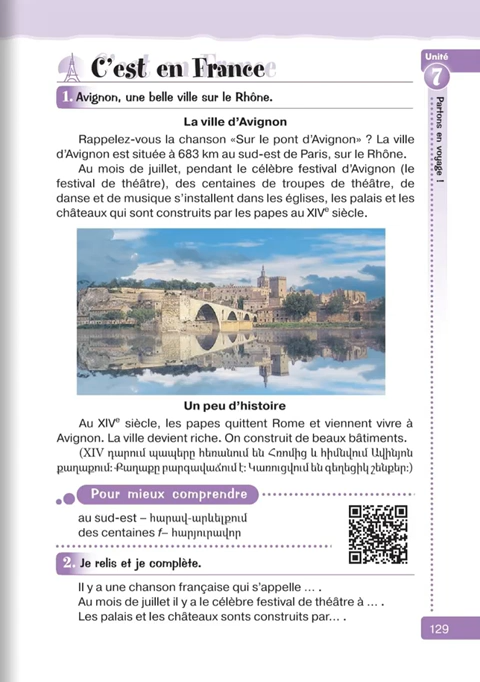 C'est en France
Unité
7
Partons en voyage !
1. Avignon, une belle ville sur le Rhône.
La ville d'Avignon
Rappelez-vous la chanson «Sur le pont d'Avignon» ? La ville
d'Avignon est située à 683 km au sud-est de Paris, sur le Rhône.
Au mois de juillet, pendant le célèbre festival d'Avignon (le
festival de théâtre), des centaines de troupes de théâtre, de
danse et de musique s'installent dans les églises, les palais et les
châteaux qui sont construits par les papes au XIVe siècle.
Un peu d'histoire
Au XIVe siècle, les papes quittent Rome et viennent vivre à
Avignon. La ville devient riche. On construit de beaux bâtiments.
(XIV դարում պապերը հեռանում են Հռոմից և հիմնվում Ավինյոն
քաղաքում: Քաղաքը բարգավաճում է: Կառուցվում են գեղեցիկ շենքեր:)
Pour mieux comprendre
au sud-est – հարավ-արևելքում
des centaines f– հարյուրավոր
2. Je relis et je complète.
Il y a une chanson française qui s'appelle ... .
Au mois de juillet il y a le célèbre festival de théâtre à ... .
Les palais et les châteaux sonts construits par... .
129